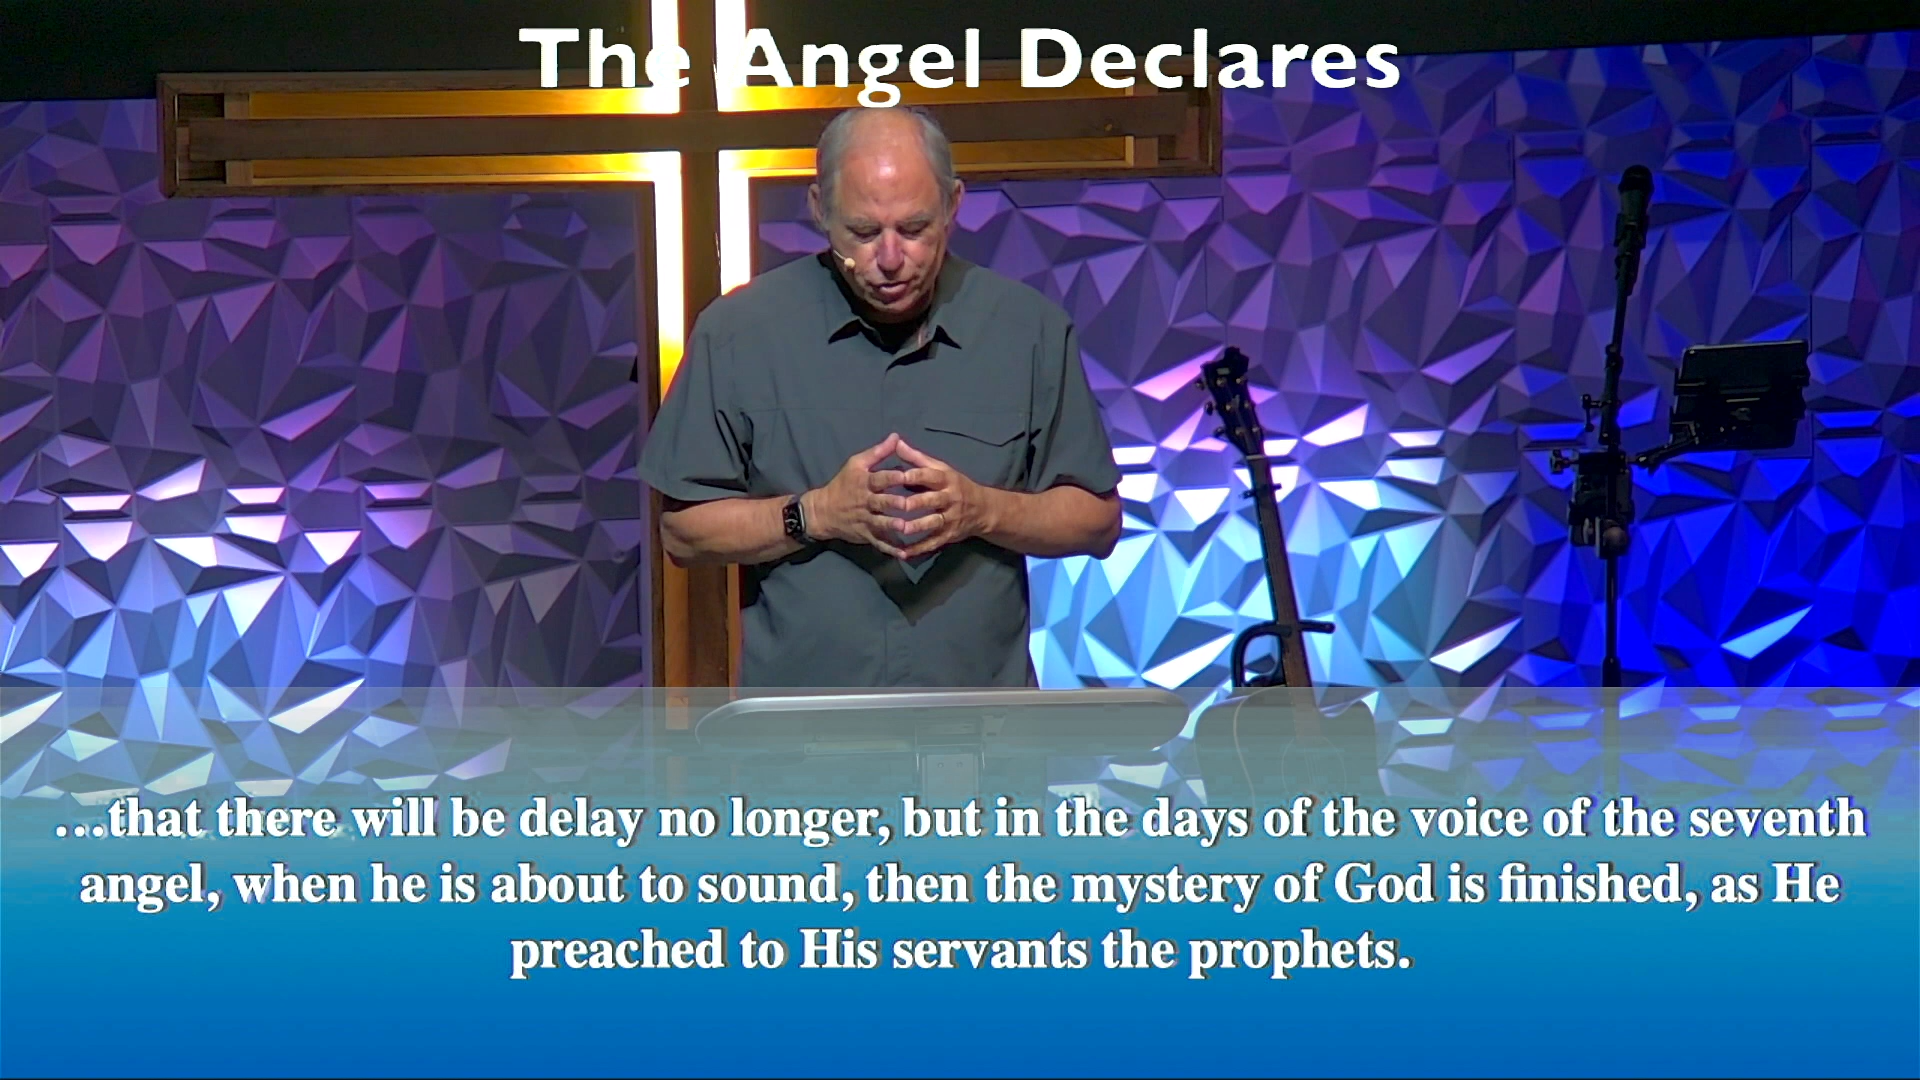 The Angel Declares
…that there will be delay no longer, but in the days of the voice of the seventh
angel, when he is about to sound, then the mystery of God is finished, as He
preached to His servants the prophets.